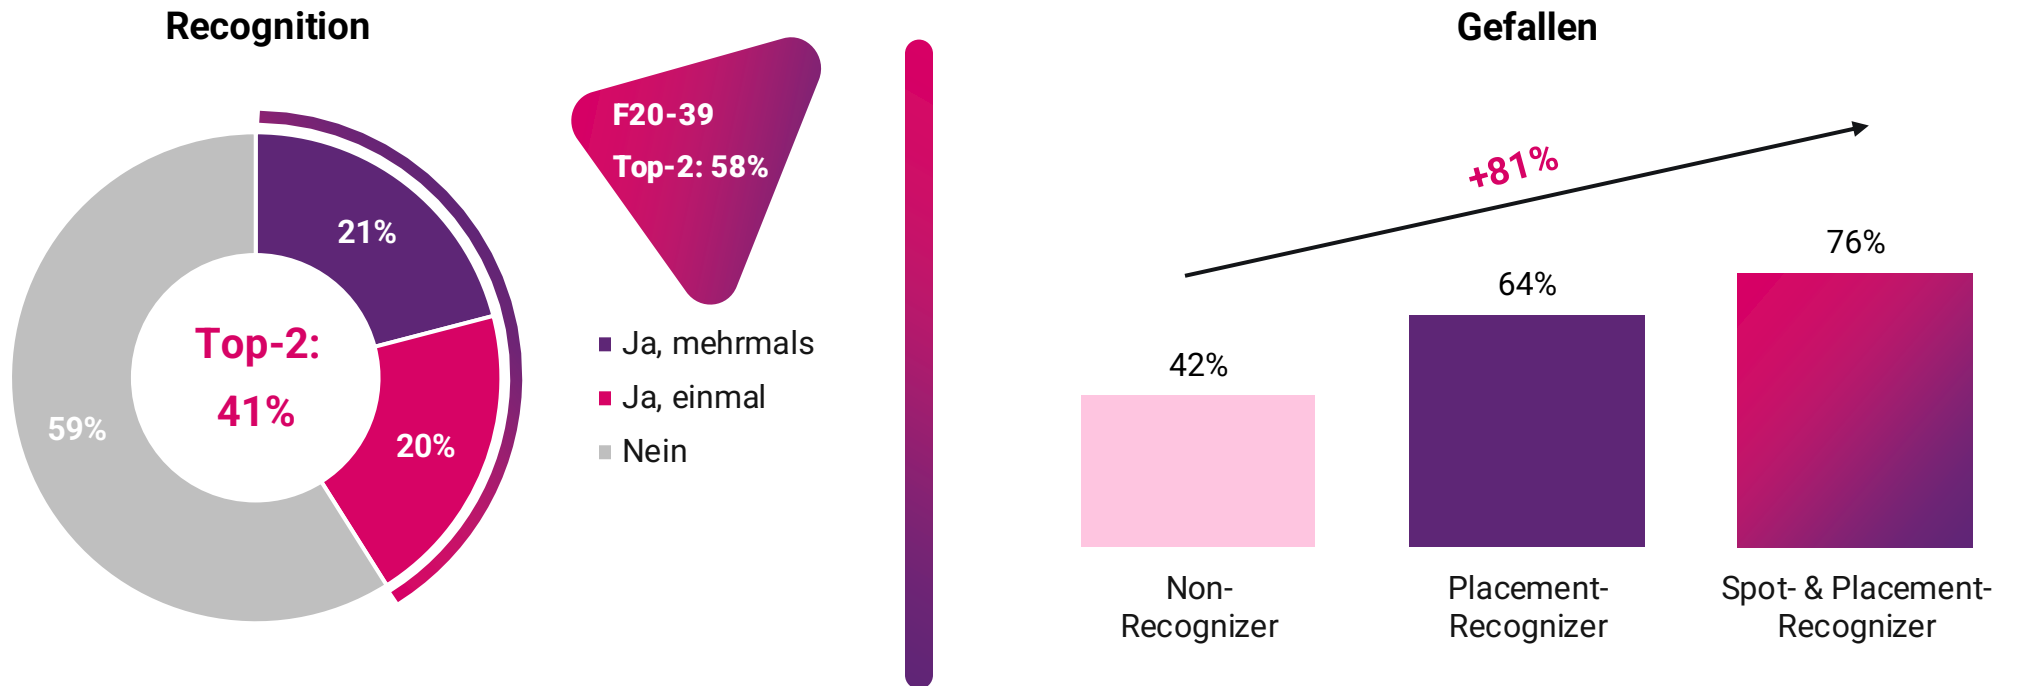 Recognition
21%
20%
59%
Top-2:
41%
F20-39
Top-2: 58%
Ja, mehrmals
Ja, einmal
Nein
Gefallen
+81%
42%
64%
76%
Non-
Recognizer
Placement-
Recognizer
Spot- & Placement-
Recognizer